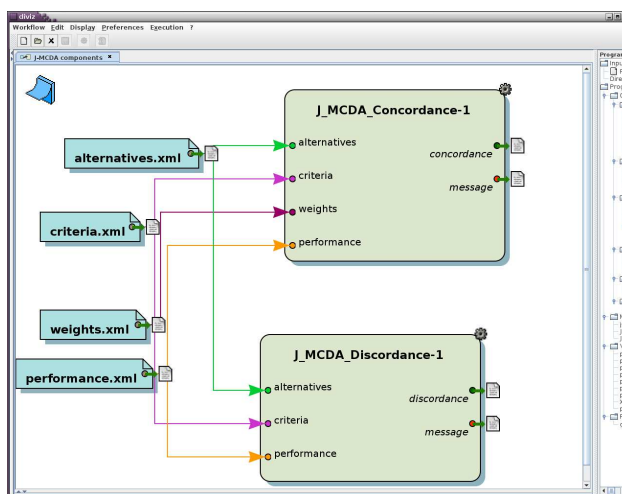 diviz
Workflow Edit Display Preferences Execution ?
J-MCDA components
Progra
J_MCDA_Concordance-1
alternatives.xml
alternatives
concordance
criteria
message
criteria.xml
weights
performance
weights.xml
J_MCDA_Discordance-1
performance.xml
alternatives
discordance
criteria
message
performance